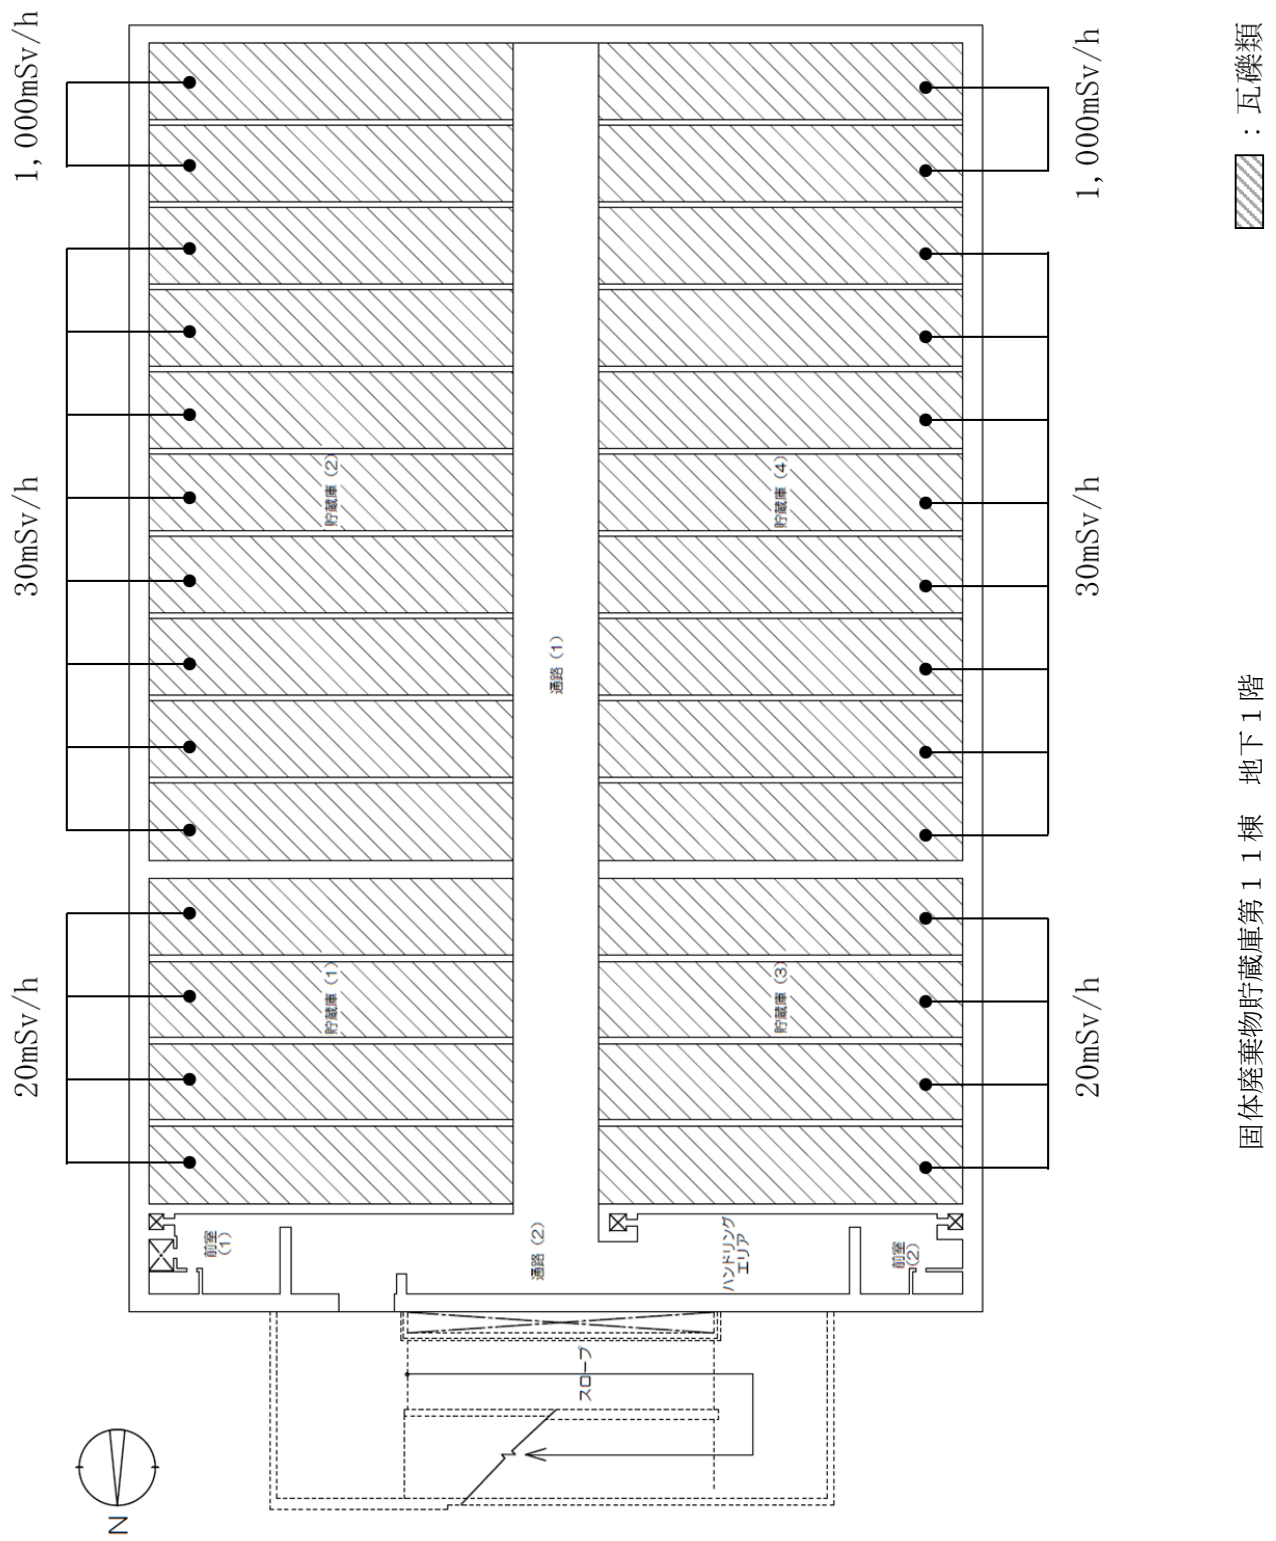 1,000mSv/h
30mSv/h
20mSv/h
貯蔵庫（2）
貯蔵庫（1）
通路（1）
通路（2）
貯蔵庫（4）
貯蔵庫（3）
前室
（1）
ハンドリング
エリア
前室
（2）
スロープ
N
1,000mSv/h
30mSv/h
20mSv/h
：瓦礫類
固体廃棄物貯蔵庫第１１棟　地下１階